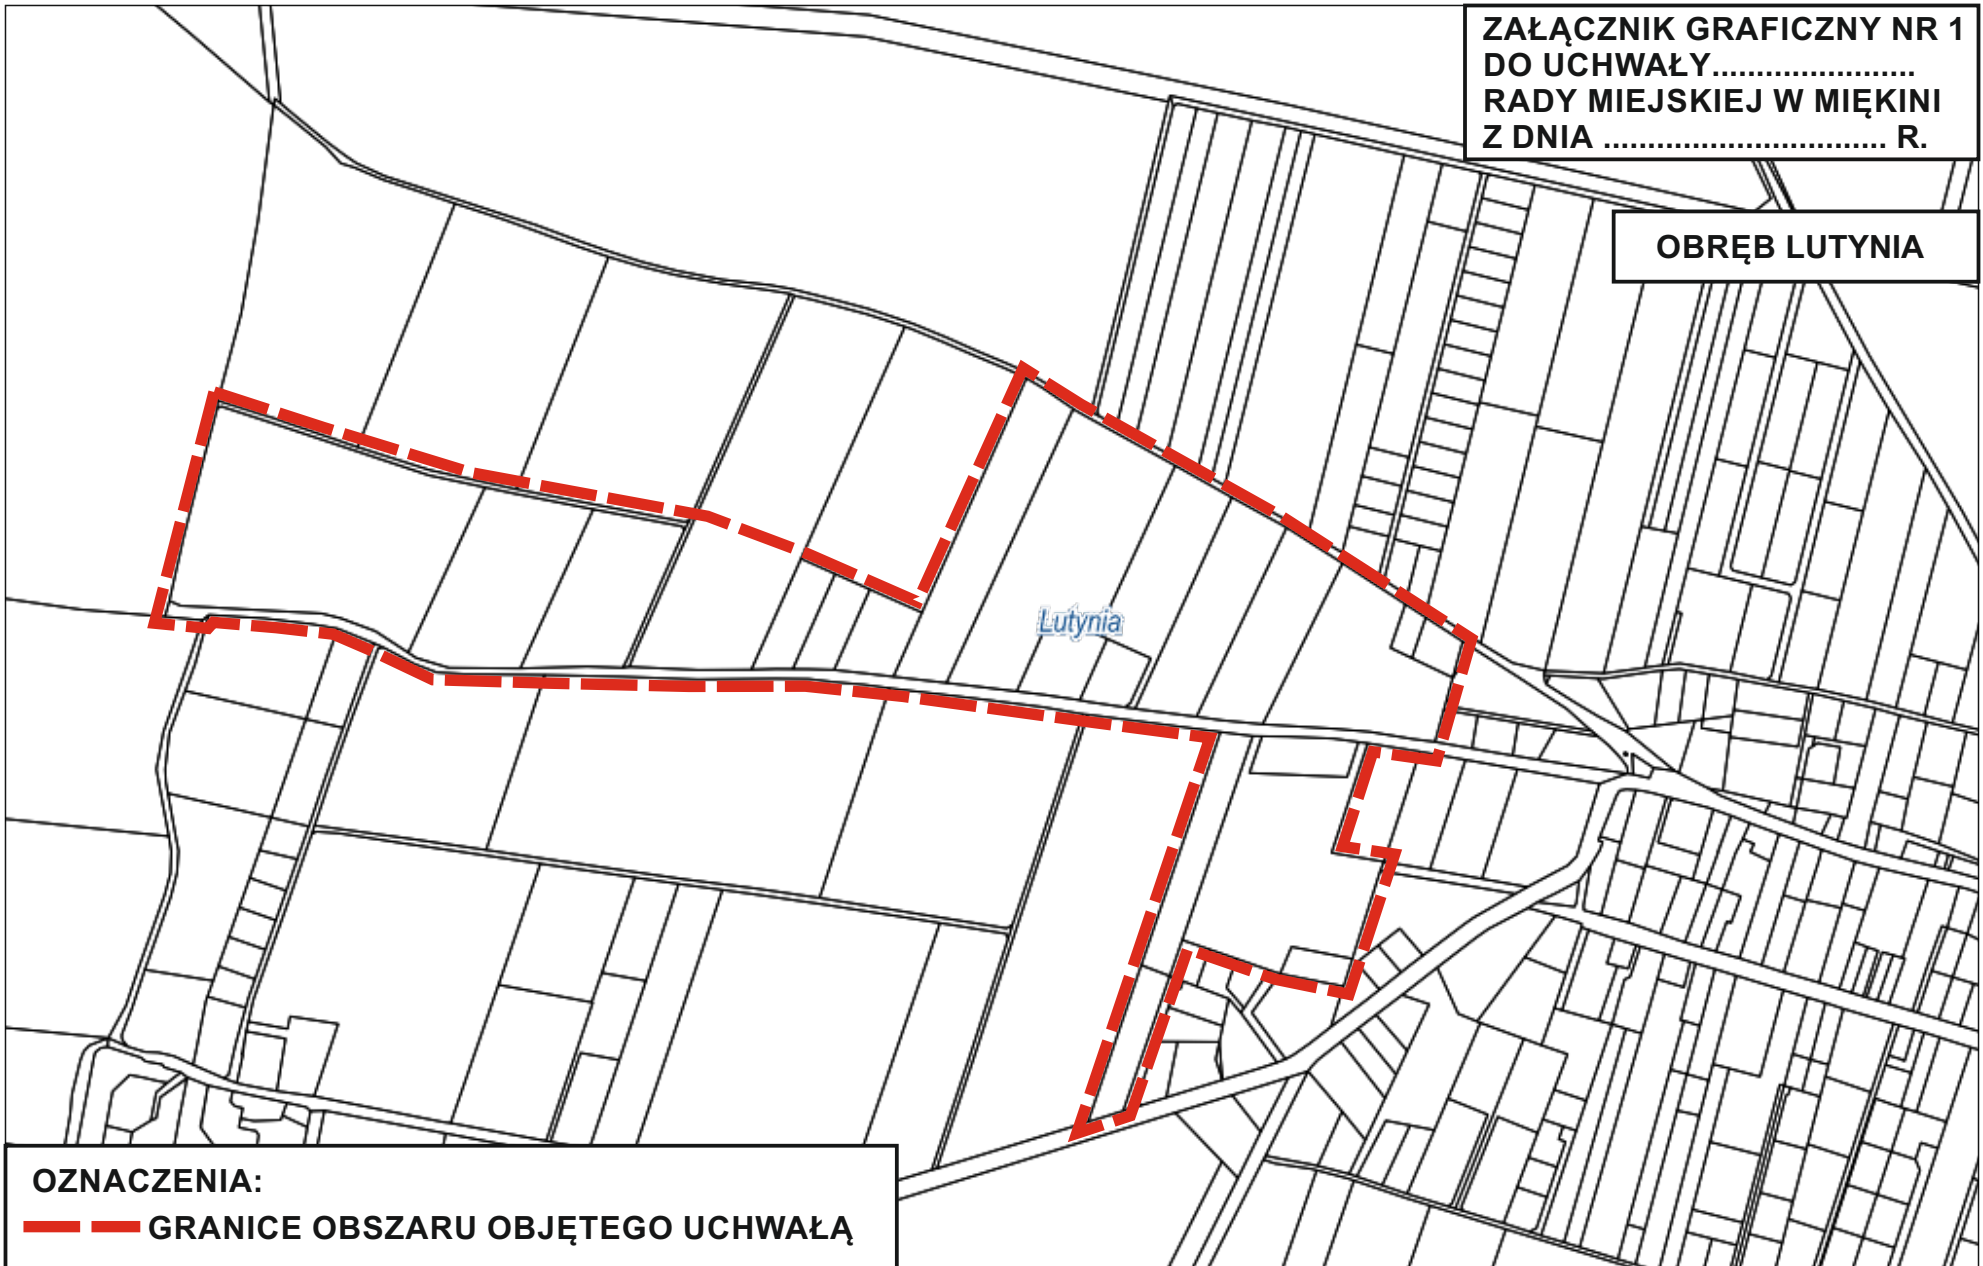 ZAŁĄCZNIK GRAFICZNY NR 1
DO UCHWAŁY.......................
RADY MIEJSKIEJ W MIĘKINI
Z DNIA ................................ R.
OBRĘB LUTYNIA
Lutynia
OZNACZENIA:
GRANICE OBSZARU OBJĘTEGO UCHWAŁĄ